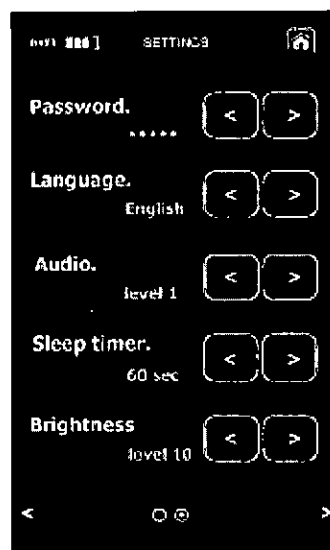 SETTINGS
Password.
< >
*****
Language.
< >
English
Audio.
< >
level 1
Sleep timer.
< >
60 sec
Brightness
< >
level 10
< >